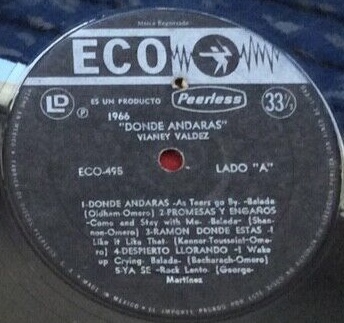 Marca Registrada
ECO
LD
P
ES UN PRODUCTO
Peerless
33⅓
1966
"DONDE ANDARAS"
VIANEY VALDEZ
ECO-495
LADO "A"
1-DONDE ANDARAS -As Tears go By.- Balada
(Oldham-Omero) 2-PROMESAS Y ENGAÑOS
-Come and Stay with Me- Balada- (Shan-
non-Omero) 3-RAMON DONDE ESTAS -I
Like it Like That- (Kenner-Toussaint-Ome-
ro) 4-DESPIERTO LLORANDO -I Wake
up Crying- Balada- (Bacharach-Omero)
5-YA SE -Rock Lento- (George-
Martínez
MADE IN MEXICO